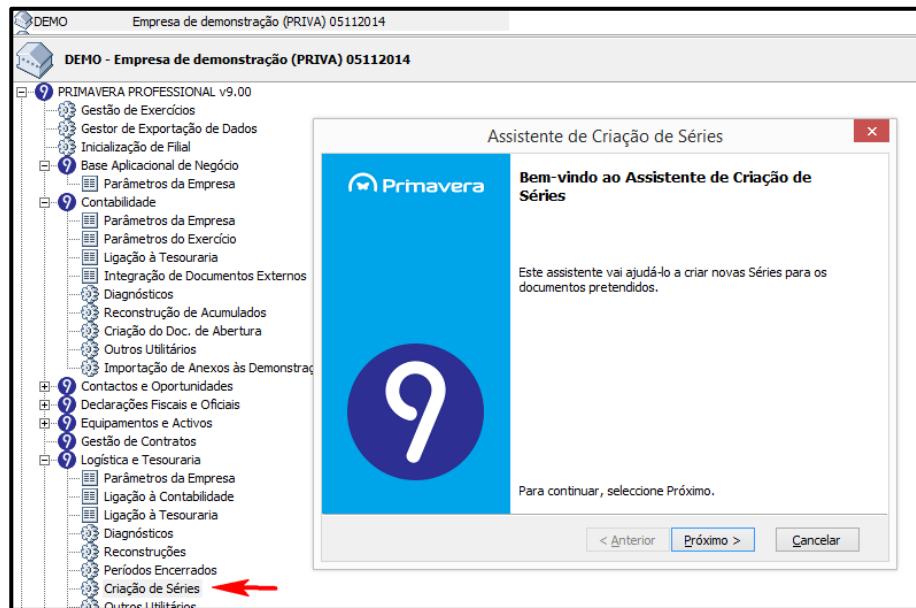 DEMO Empresa de demonstração (PRIVA) 05112014
DEMO - Empresa de demonstração (PRIVA) 05112014
PRIMAVERA PROFESSIONAL v9.00
Gestão de Exercícios
Gestor de Exportação de Dados
Inicialização de Filial
Base Aplicacional de Negócio
Parâmetros da Empresa
Contabilidade
Parâmetros da Empresa
Parâmetros do Exercício
Ligação à Tesouraria
Integração de Documentos Externos
Diagnósticos
Reconstrução de Acumulados
Criação do Doc. de Abertura
Outros Utilitários
Importação de Anexos às Demonstraç
Contactos e Oportunidades
Declarações Fiscais e Oficiais
Equipamentos e Activos
Gestão de Contratos
Logística e Tesouraria
Parâmetros da Empresa
Ligação à Contabilidade
Ligação à Tesouraria
Diagnósticos
Reconstruções
Períodos Encerrados
Criação de Séries
Outros Utilitários
Assistente de Criação de Séries
Primavera
9
Bem-vindo ao Assistente de Criação de
Séries
Este assistente vai ajudá-lo a criar novas Séries para os
documentos pretendidos.
Para continuar, seleccione Próximo.
< Anterior Próximo > Cancelar